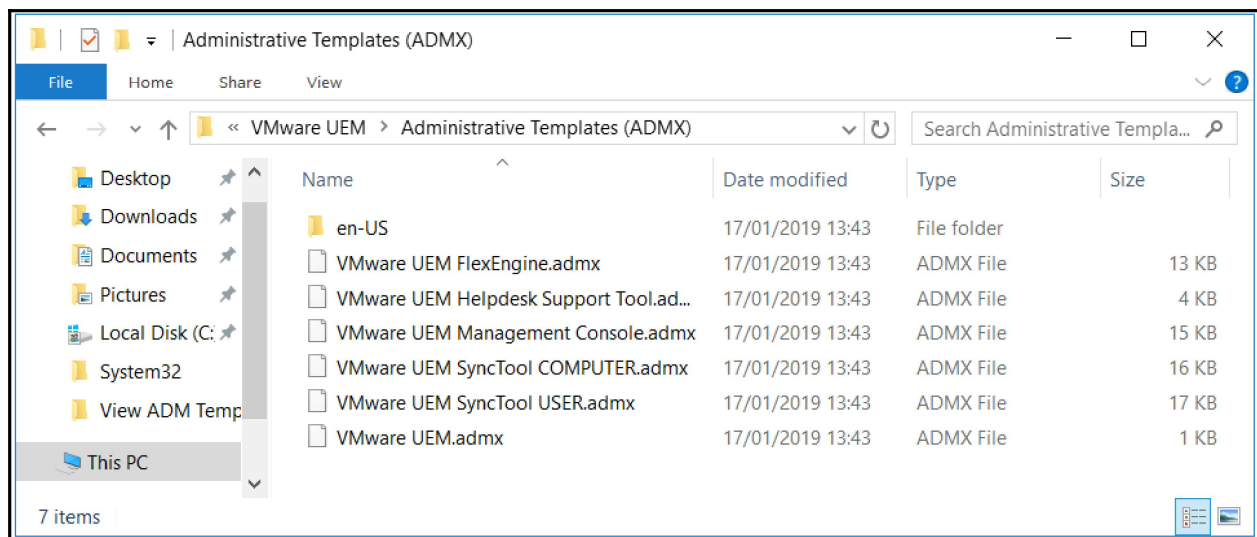 Administrative Templates (ADMX)
File Home Share View
« VMware UEM > Administrative Templates (ADMX) Search Administrative Templa...
Name Date modified Type Size
Desktop
Downloads
Documents
Pictures
Local Disk (C:
System32
View ADM Temp
This PC
en-US 17/01/2019 13:43 File folder
VMware UEM FlexEngine.admx 17/01/2019 13:43 ADMX File 13 KB
VMware UEM Helpdesk Support Tool.ad... 17/01/2019 13:43 ADMX File 4 KB
VMware UEM Management Console.admx 17/01/2019 13:43 ADMX File 15 KB
VMware UEM SyncTool COMPUTER.admx 17/01/2019 13:43 ADMX File 16 KB
VMware UEM SyncTool USER.admx 17/01/2019 13:43 ADMX File 17 KB
VMware UEM.admx 17/01/2019 13:43 ADMX File 1 KB
7 items